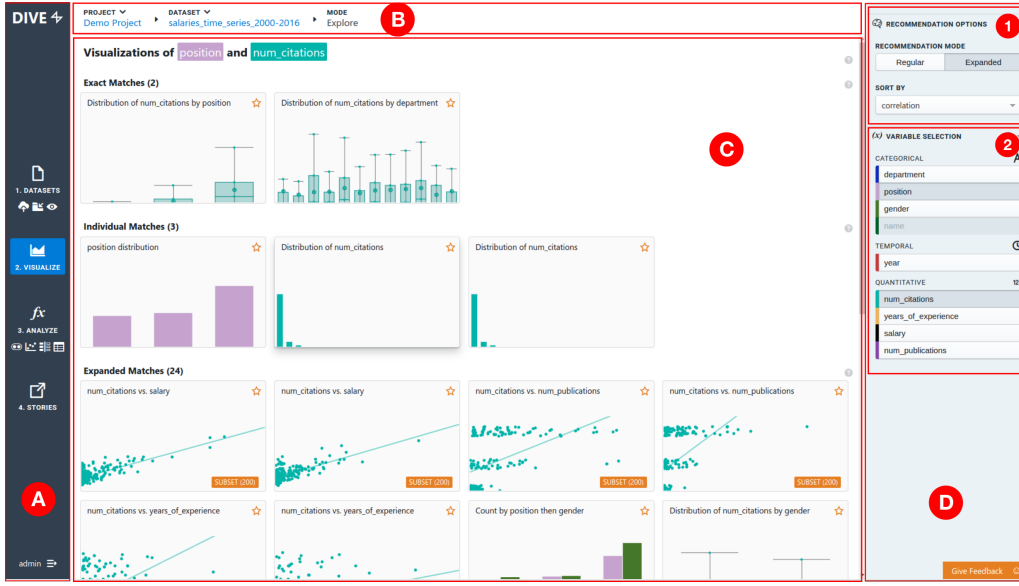 DIVE
1. DATASETS
2. VISUALIZE
fx
3. ANALYZE
4. STORIES
A
admin
PROJECT DATASET MODE
Demo Project salaries_time_series_2000-2016 Explore
B
Visualizations of position and num_citations
Exact Matches (2)
Distribution of num_citations by position
Distribution of num_citations by department
C
Individual Matches (3)
position distribution
Distribution of num_citations
Distribution of num_citations
Expanded Matches (24)
num_citations vs. salary
SUBSET (200)
num_citations vs. salary
SUBSET (200)
num_citations vs. num_publications
SUBSET (200)
num_citations vs. num_publications
SUBSET (200)
num_citations vs. years_of_experience
num_citations vs. years_of_experience
Count by position then gender
Distribution of num_citations by gender
RECOMMENDATION OPTIONS
1
RECOMMENDATION MODE
Regular Expanded
SORT BY
correlation
(x) VARIABLE SELECTION
2
CATEGORICAL A
department
position
gender
name
TEMPORAL
year
QUANTITATIVE 12
num_citations
years_of_experience
salary
num_publications
D
Give Feedback